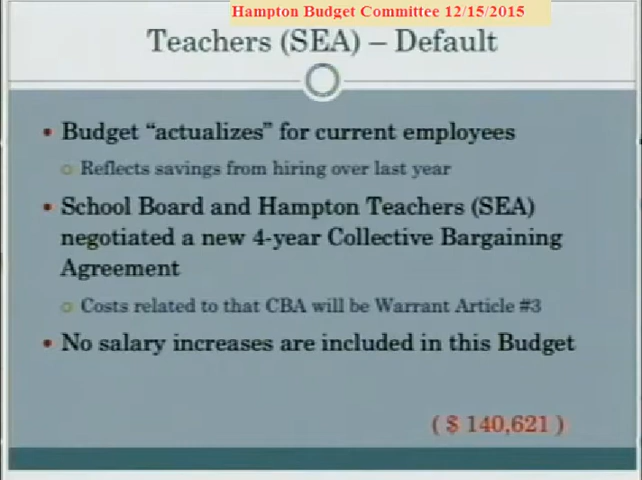 Hampton Budget Committee 12/15/2015
Teachers (SEA) – Default
• Budget “actualizes” for current employees
○ Reflects savings from hiring over last year
• School Board and Hampton Teachers (SEA)
negotiated a new 4-year Collective Bargaining
Agreement
○ Costs related to that CBA will be Warrant Article #3
• No salary increases are included in this Budget
( $ 140,621 )